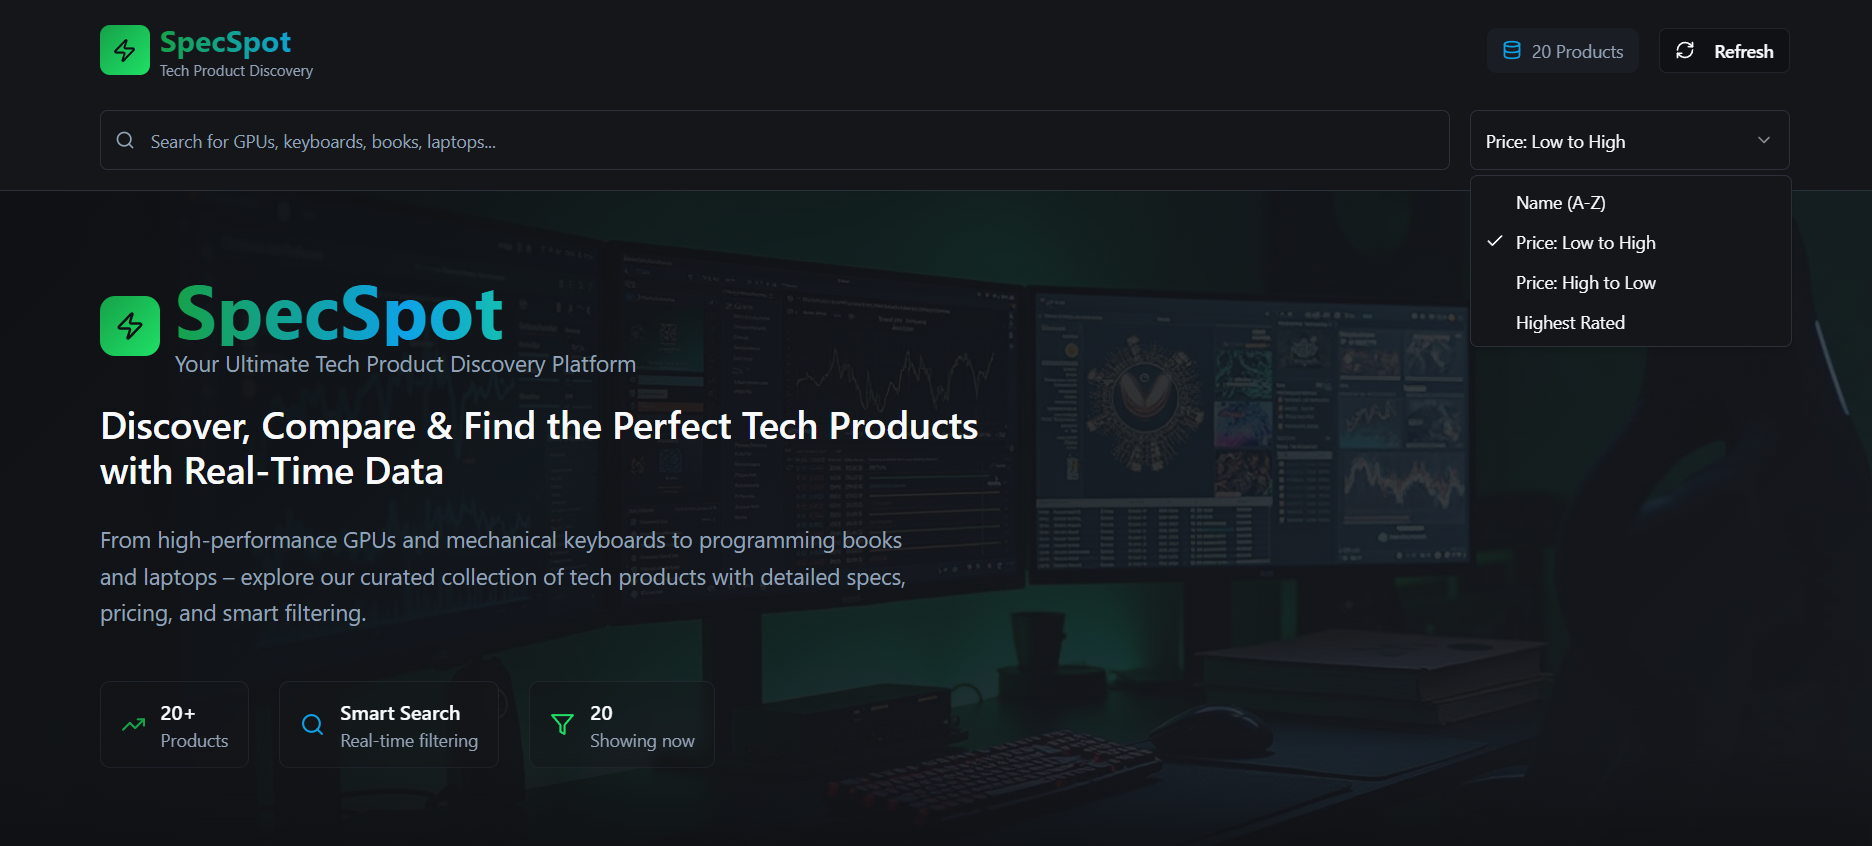 SpecSpot
Tech Product Discovery
20 Products
Refresh
Search for GPUs, keyboards, books, laptops...
Price: Low to High
Name (A-Z)
Price: Low to High
Price: High to Low
Highest Rated
SpecSpot
Your Ultimate Tech Product Discovery Platform
Discover, Compare & Find the Perfect Tech Products
with Real-Time Data
From high-performance GPUs and mechanical keyboards to programming books
and laptops – explore our curated collection of tech products with detailed specs,
pricing, and smart filtering.
20+
Products
Smart Search
Real-time filtering
20
Showing now